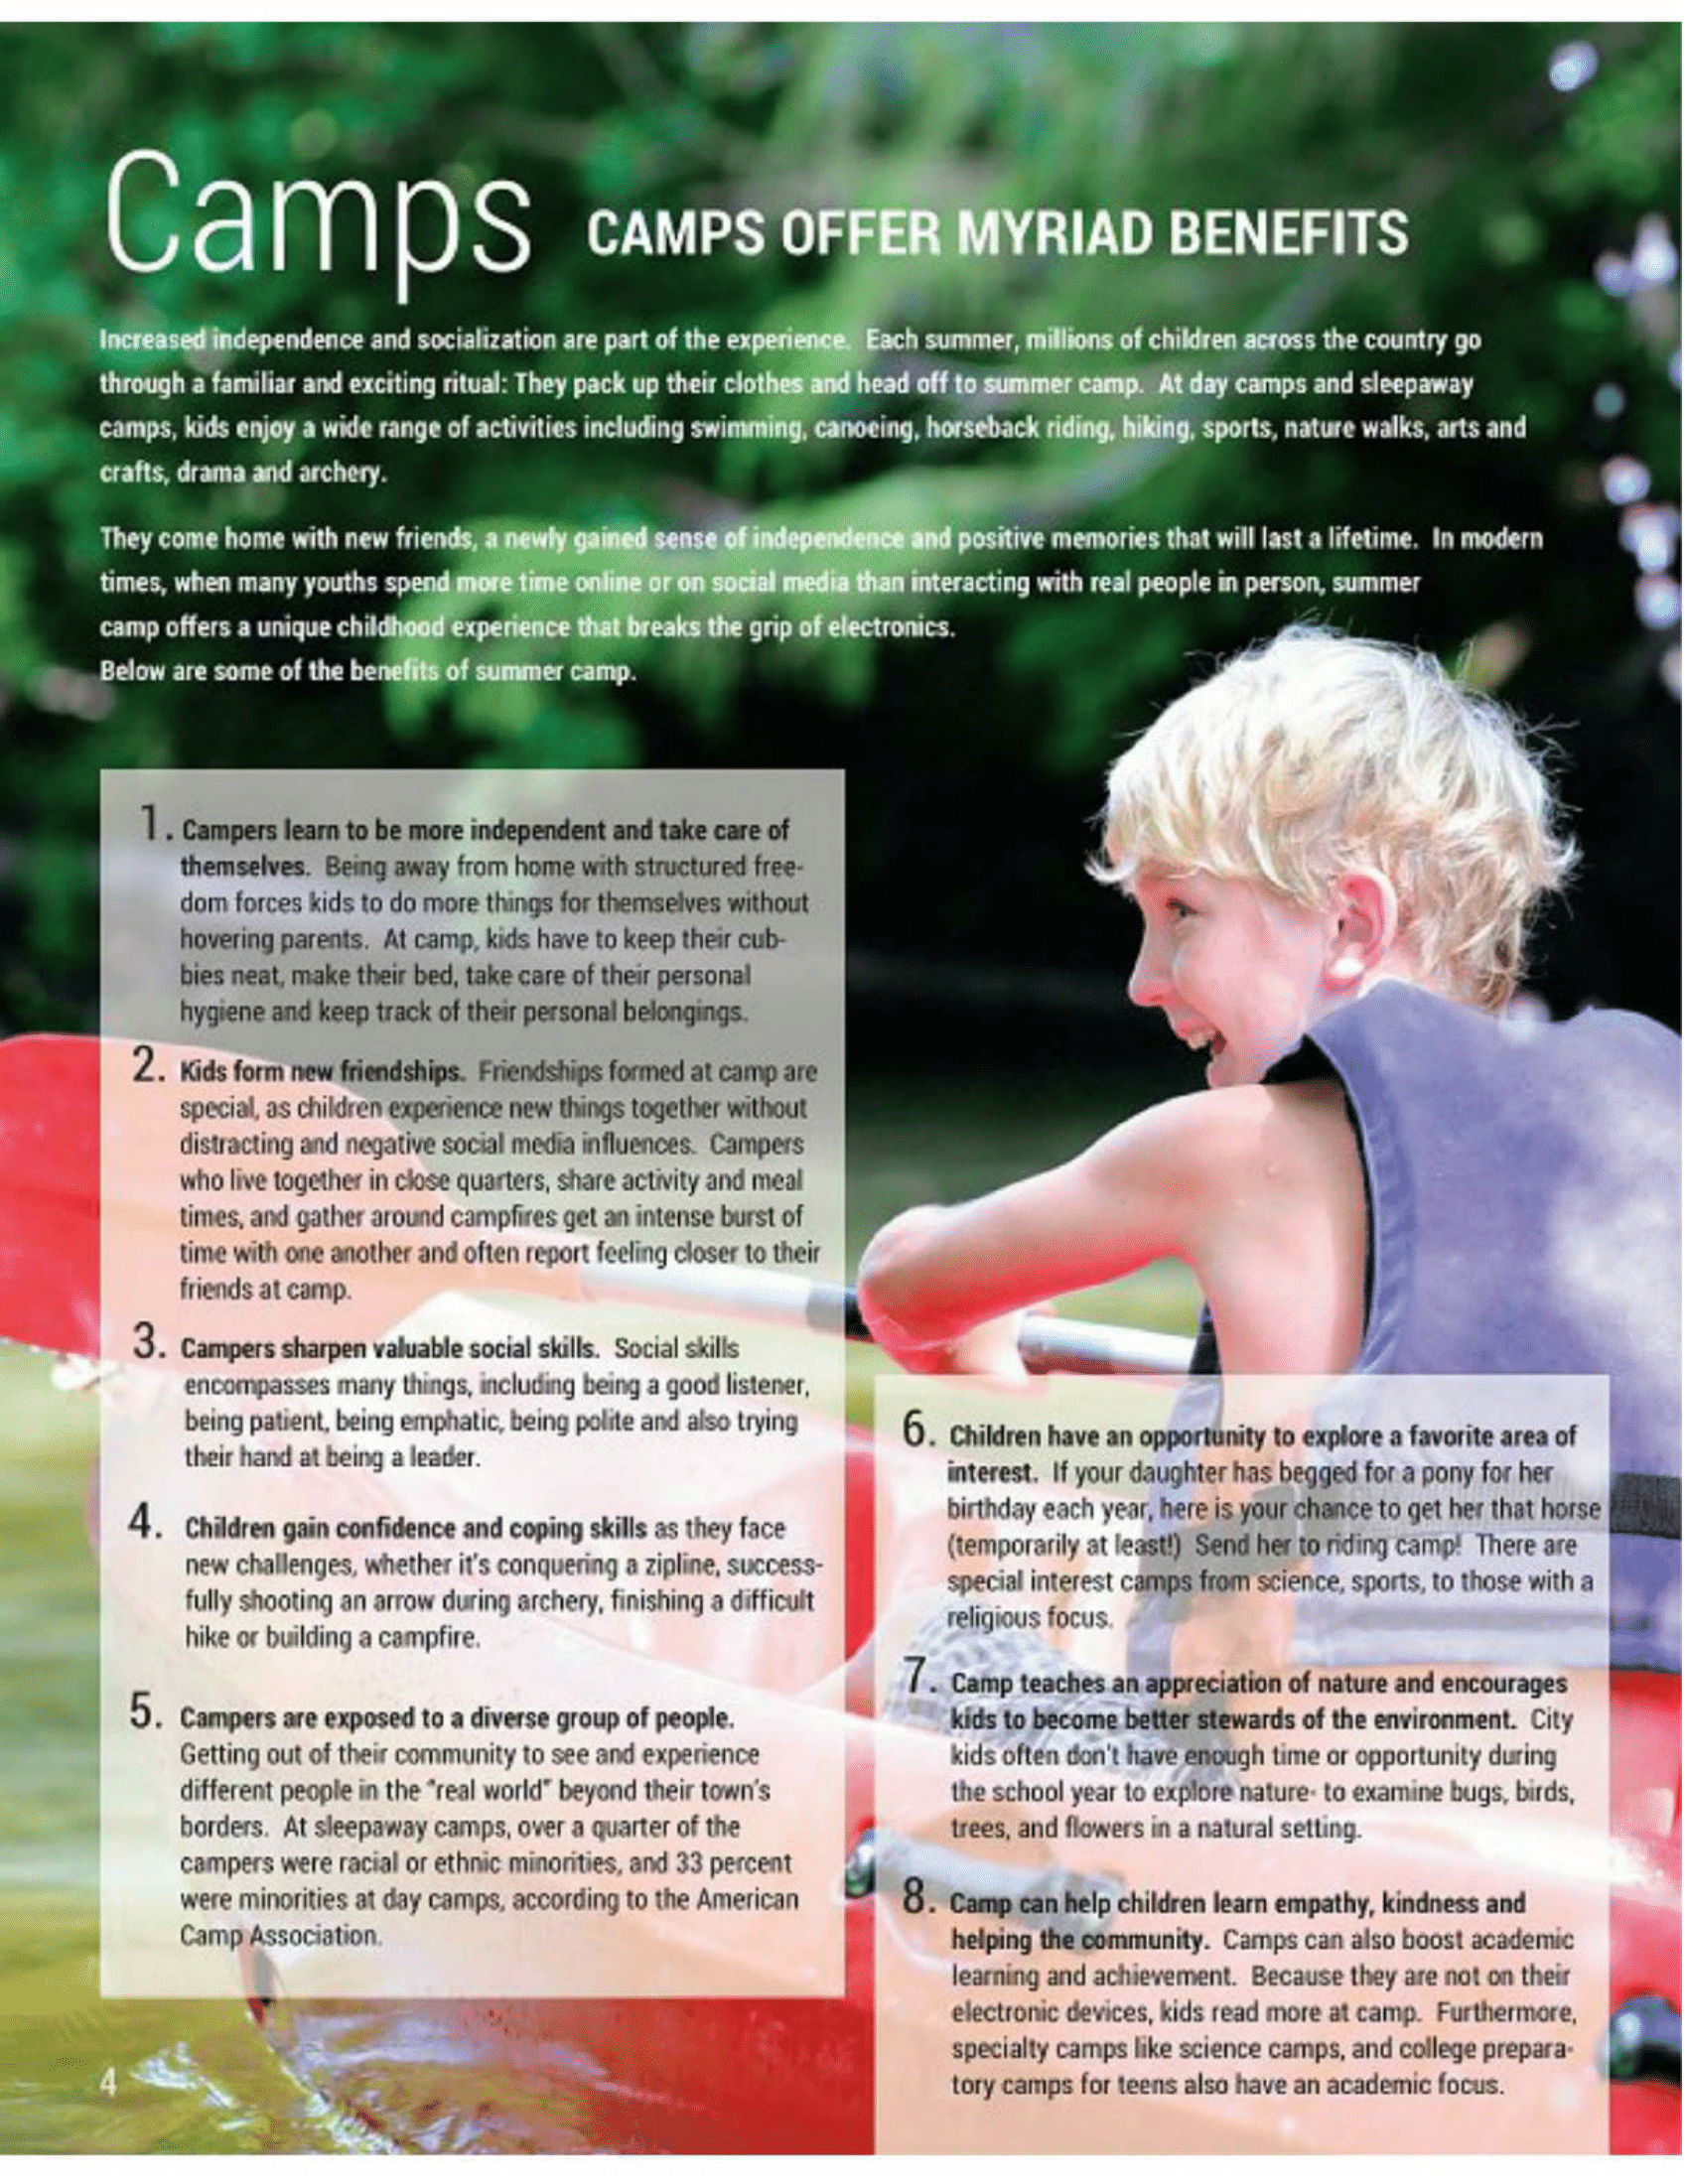 Camps CAMPS OFFER MYRIAD BENEFITS
Increased independence and socialization are part of the experience. Each summer, millions of children across the country go
through a familiar and exciting ritual: They pack up their clothes and head off to summer camp. At day camps and sleepaway
camps, kids enjoy a wide range of activities including swimming, canoeing, horseback riding, hiking, sports, nature walks, arts and
crafts, drama and archery.
They come home with new friends, a newly gained sense of independence and positive memories that will last a lifetime. In modern
times, when many youths spend more time online or on social media than interacting with real people in person, summer
camp offers a unique childhood experience that breaks the grip of electronics.
Below are some of the benefits of summer camp.
1. Campers learn to be more independent and take care of
themselves. Being away from home with structured free-
dom forces kids to do more things for themselves without
hovering parents. At camp, kids have to keep their cub-
bies neat, make their bed, take care of their personal
hygiene and keep track of their personal belongings.
2. Kids form new friendships. Friendships formed at camp are
special, as children experience new things together without
distracting and negative social media influences. Campers
who live together in close quarters, share activity and meal
times, and gather around campfires get an intense burst of
time with one another and often report feeling closer to their
friends at camp.
3. Campers sharpen valuable social skills. Social skills
encompasses many things, including being a good listener,
being patient, being emphatic, being polite and also trying
their hand at being a leader.
4. Children gain confidence and coping skills as they face
new challenges, whether it's conquering a zipline, success-
fully shooting an arrow during archery, finishing a difficult
hike or building a campfire.
5. Campers are exposed to a diverse group of people.
Getting out of their community to see and experience
different people in the "real world" beyond their town's
borders. At sleepaway camps, over a quarter of the
campers were racial or ethnic minorities, and 33 percent
were minorities at day camps, according to the American
Camp Association.
6. Children have an opportunity to explore a favorite area of
interest. If your daughter has begged for a pony for her
birthday each year, here is your chance to get her that horse
(temporarily at least!) Send her to riding camp! There are
special interest camps from science, sports, to those with a
religious focus.
7. Camp teaches an appreciation of nature and encourages
kids to become better stewards of the environment. City
kids often don't have enough time or opportunity during
the school year to explore nature- to examine bugs, birds,
trees, and flowers in a natural setting.
8. Camp can help children learn empathy, kindness and
helping the community. Camps can also boost academic
learning and achievement. Because they are not on their
electronic devices, kids read more at camp. Furthermore,
specialty camps like science camps, and college prepara-
tory camps for teens also have an academic focus.
4